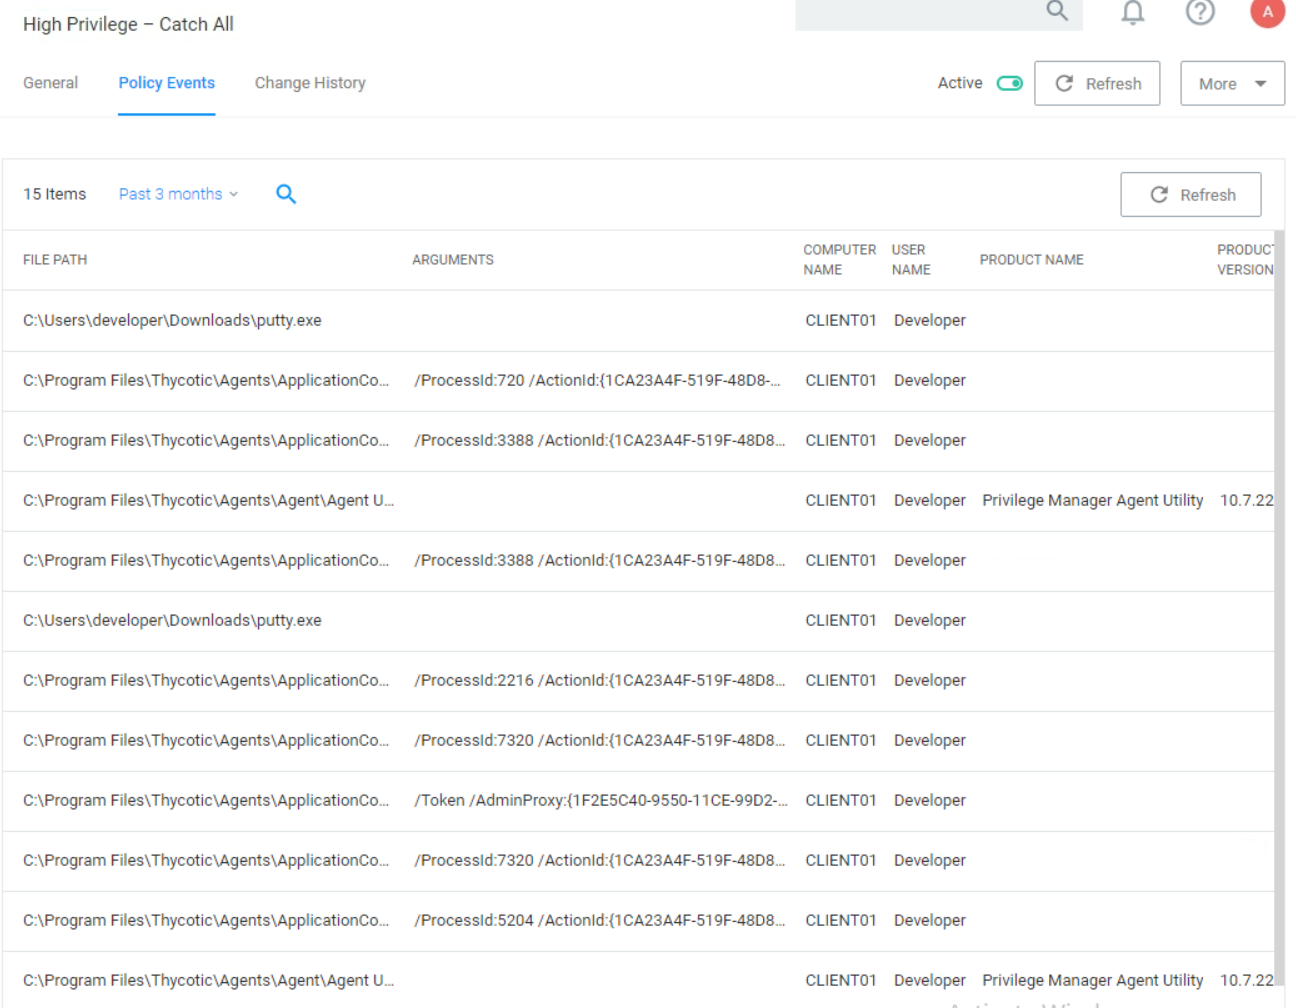 High Privilege – Catch All
A
General Policy Events Change History Active Refresh More
15 Items Past 3 months Refresh
FILE PATH ARGUMENTS COMPUTER NAME USER NAME PRODUCT NAME PRODUCT VERSION
C:\Users\developer\Downloads\putty.exe CLIENT01 Developer
C:\Program Files\Thycotic\Agents\ApplicationCo... /ProcessId:720 /ActionId:{1CA23A4F-519F-48D8-... CLIENT01 Developer
C:\Program Files\Thycotic\Agents\ApplicationCo... /ProcessId:3388 /ActionId:{1CA23A4F-519F-48D8... CLIENT01 Developer
C:\Program Files\Thycotic\Agents\Agent\Agent U... CLIENT01 Developer Privilege Manager Agent Utility 10.7.22
C:\Program Files\Thycotic\Agents\ApplicationCo... /ProcessId:3388 /ActionId:{1CA23A4F-519F-48D8... CLIENT01 Developer
C:\Users\developer\Downloads\putty.exe CLIENT01 Developer
C:\Program Files\Thycotic\Agents\ApplicationCo... /ProcessId:2216 /ActionId:{1CA23A4F-519F-48D8... CLIENT01 Developer
C:\Program Files\Thycotic\Agents\ApplicationCo... /ProcessId:7320 /ActionId:{1CA23A4F-519F-48D8... CLIENT01 Developer
C:\Program Files\Thycotic\Agents\ApplicationCo... /Token /AdminProxy:{1F2E5C40-9550-11CE-99D2-... CLIENT01 Developer
C:\Program Files\Thycotic\Agents\ApplicationCo... /ProcessId:7320 /ActionId:{1CA23A4F-519F-48D8... CLIENT01 Developer
C:\Program Files\Thycotic\Agents\ApplicationCo... /ProcessId:5204 /ActionId:{1CA23A4F-519F-48D8... CLIENT01 Developer
C:\Program Files\Thycotic\Agents\Agent\Agent U... CLIENT01 Developer Privilege Manager Agent Utility 10.7.22